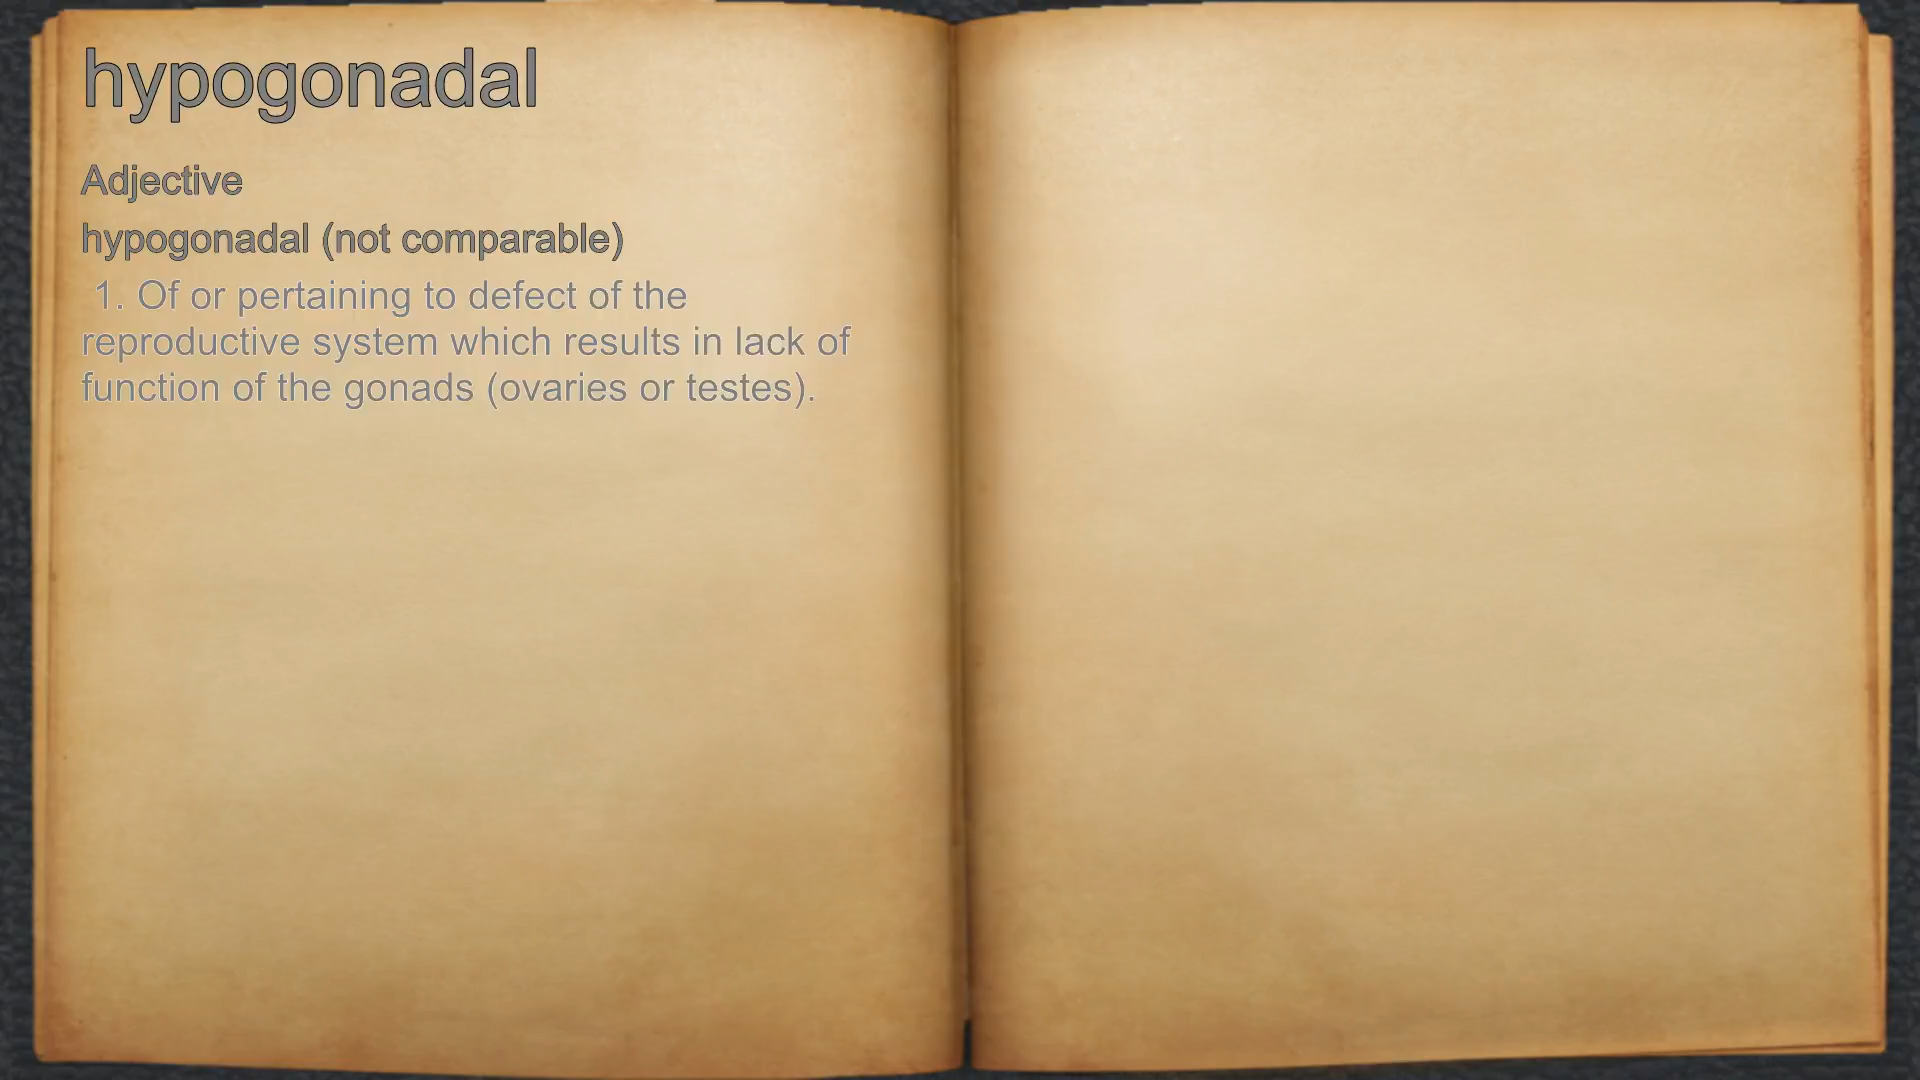 hypogonadal
Adjective
hypogonadal (not comparable)
1. Of or pertaining to defect of the
reproductive system which results in lack of
function of the gonads (ovaries or testes).